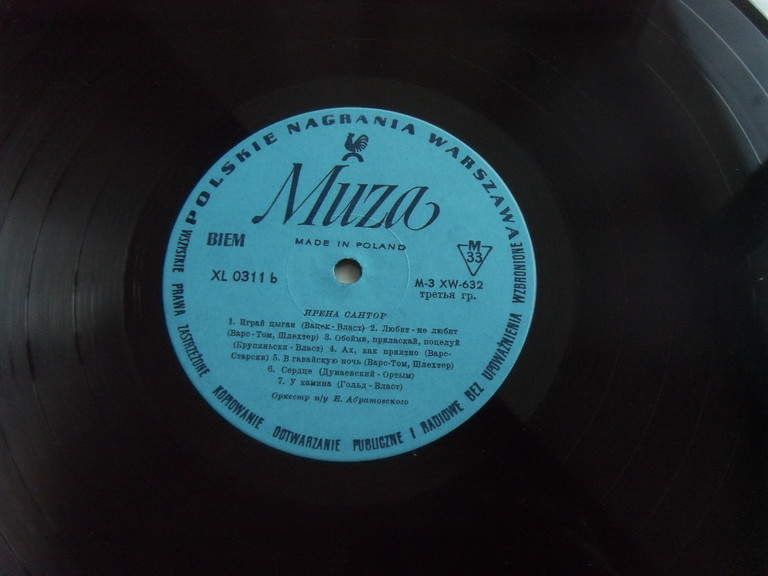 POLSKIE NAGRANIA WARSZAWA
Muza
BIEM
MADE IN POLAND
M
33
XL 0311 b
M-3 XW-632
третья гр.
ИРЕНА САНТОР
1. Играй цыган (Вацек-Власт) 2. Любит-не любит
(Варс-Том, Шлехтер) 3. Обойми, приласкай, поцелуй
(Крупиньски-Власт) 4. Ах, как приятно (Варс-
Старски) 5. В гавайскую ночь (Варс-Том, Шлехтер)
6. Сердце (Дунаевский-Ортым)
7. У камина (Гольд-Власт)
Оркестр п/у Е. Абратовского
WSZYSTKIE PRAWA ZASTRZEŻONE. KOPIOWANIE ODTWARZANIE PUBLICZNE I RADIOWE BEZ UPOWAŻNIENIA WZBRONIONE